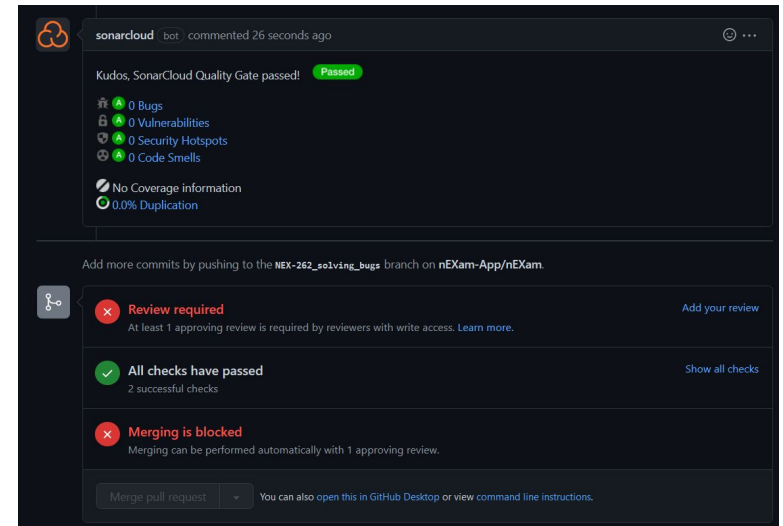 sonarcloud bot commented 26 seconds ago
Kudos, SonarCloud Quality Gate passed! Passed
A 0 Bugs
A 0 Vulnerabilities
A 0 Security Hotspots
A 0 Code Smells
No Coverage information
0.0% Duplication
Add more commits by pushing to the NEX-262_solving_bugs branch on nEXam-App/nEXam.
Review required
Add your review
At least 1 approving review is required by reviewers with write access. Learn more.
All checks have passed
Show all checks
2 successful checks
Merging is blocked
Merging can be performed automatically with 1 approving review.
Merge pull request
You can also open this in GitHub Desktop or view command line instructions.